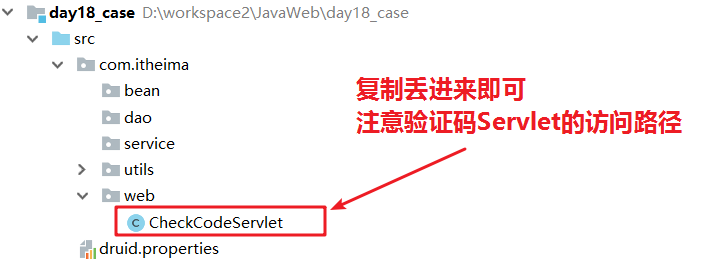 day18_case D:\workspace2\JavaWeb\day18_case
src
com.itheima
bean
dao
service
utils
web
CheckCodeServlet
druid.properties
复制丢进来即可
注意验证码Servlet的访问路径